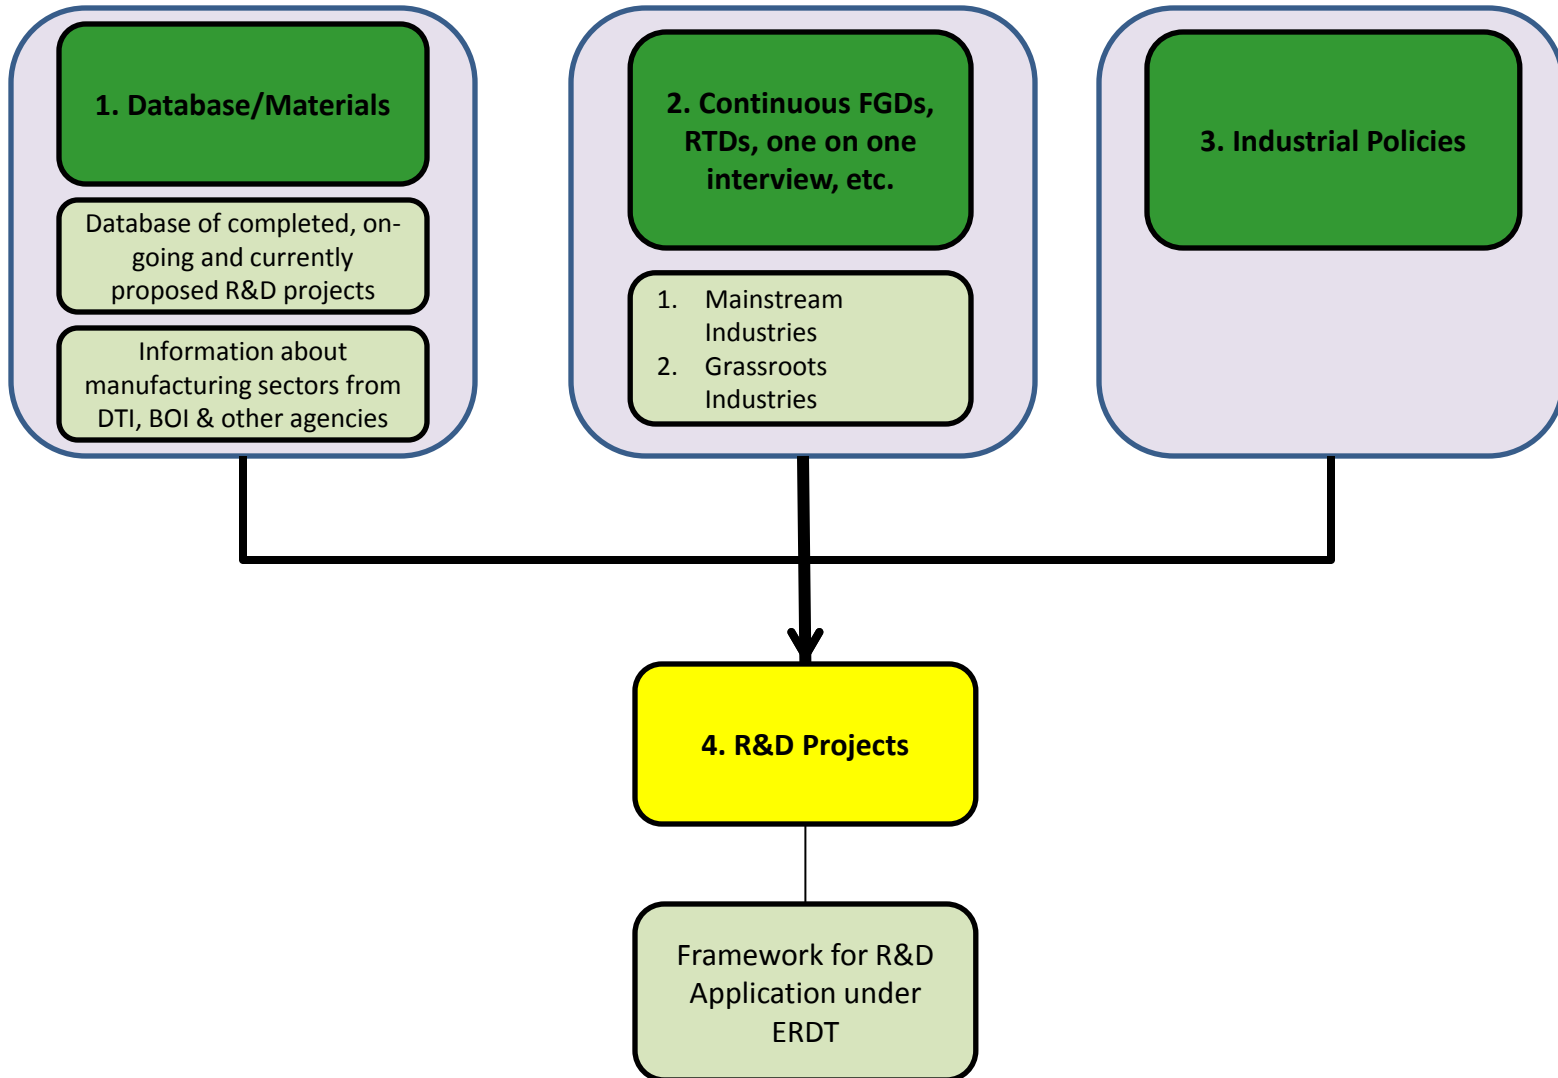 1. Database/Materials
Database of completed, on-
going and currently
proposed R&D projects
Information about
manufacturing sectors from
DTI, BOI & other agencies
2. Continuous FGDs,
RTDs, one on one
interview, etc.
1. Mainstream
Industries
2. Grassroots
Industries
3. Industrial Policies
4. R&D Projects
Framework for R&D
Application under
ERDT